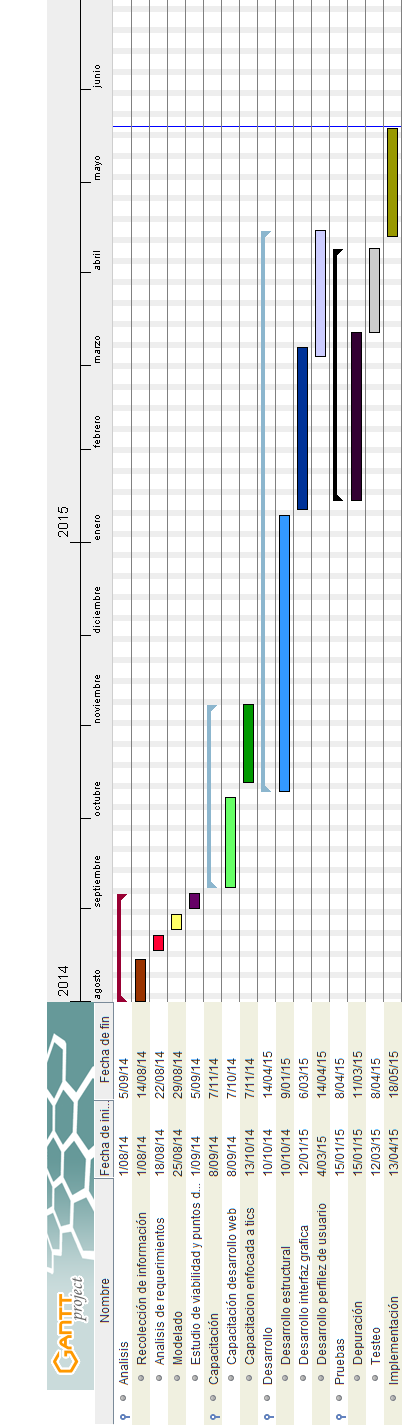 GANTT
project
2014
2015
Nombre Fecha de ini... Fecha de fin
agosto septiembre octubre noviembre diciembre enero febrero marzo abril mayo junio
Analisis 1/08/14 5/09/14
Recolección de información 1/08/14 14/08/14
Analisis de requerimientos 18/08/14 22/08/14
Modelado 25/08/14 29/08/14
Estudio de viabilidad y puntos d... 1/09/14 5/09/14
Capacitación 8/09/14 7/11/14
Capacitación desarrollo web 8/09/14 7/10/14
Capacitacion enfocada a tics 13/10/14 7/11/14
Desarrollo 10/10/14 14/04/15
Desarrollo estructural 10/10/14 9/01/15
Desarrollo interfaz grafica 12/01/15 6/03/15
Desarrollo perfilez de usuario 4/03/15 14/04/15
Pruebas 15/01/15 8/04/15
Depuración 15/01/15 11/03/15
Testeo 12/03/15 8/04/15
Implementación 13/04/15 18/05/15